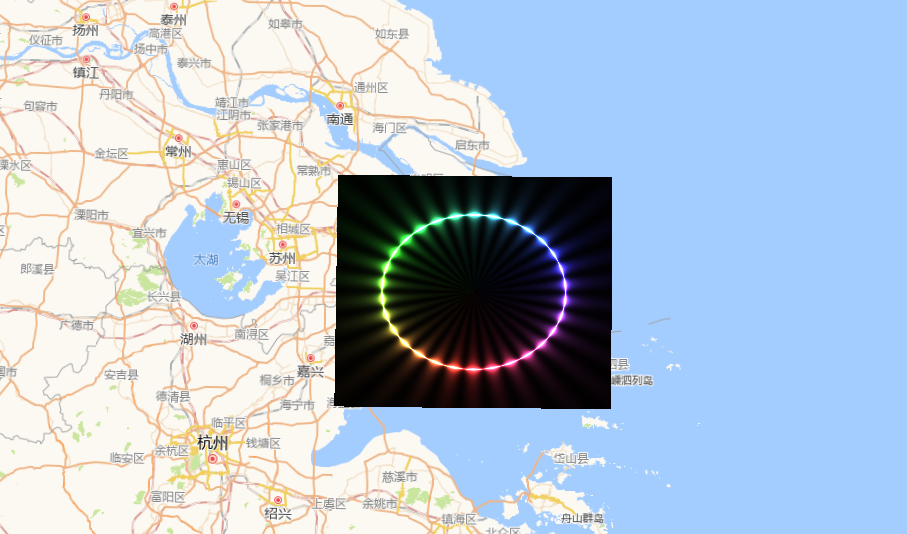 泰州
扬州
如皋市
如东县
高港区
仪征市
扬中市
泰兴市
镇江
通州区
丹阳市
靖江市
句容市
江阴市
南通
张家港市
海门区
常州
启东市
金坛区
惠山区
溧水区
常熟市
锡山区
无锡
溧阳市
宜兴市
相城区
苏州
太湖
郎溪县
吴江区
长兴县
广德市
南浔区
湖州
嘉兴
嵊泗列岛
安吉县
桐乡市
德清县
海宁市
临平区
杭州
钱塘区
余杭区
临安区
岱山县
慈溪市
富阳区
绍兴
上虞区
余姚市
镇海区
舟山群岛